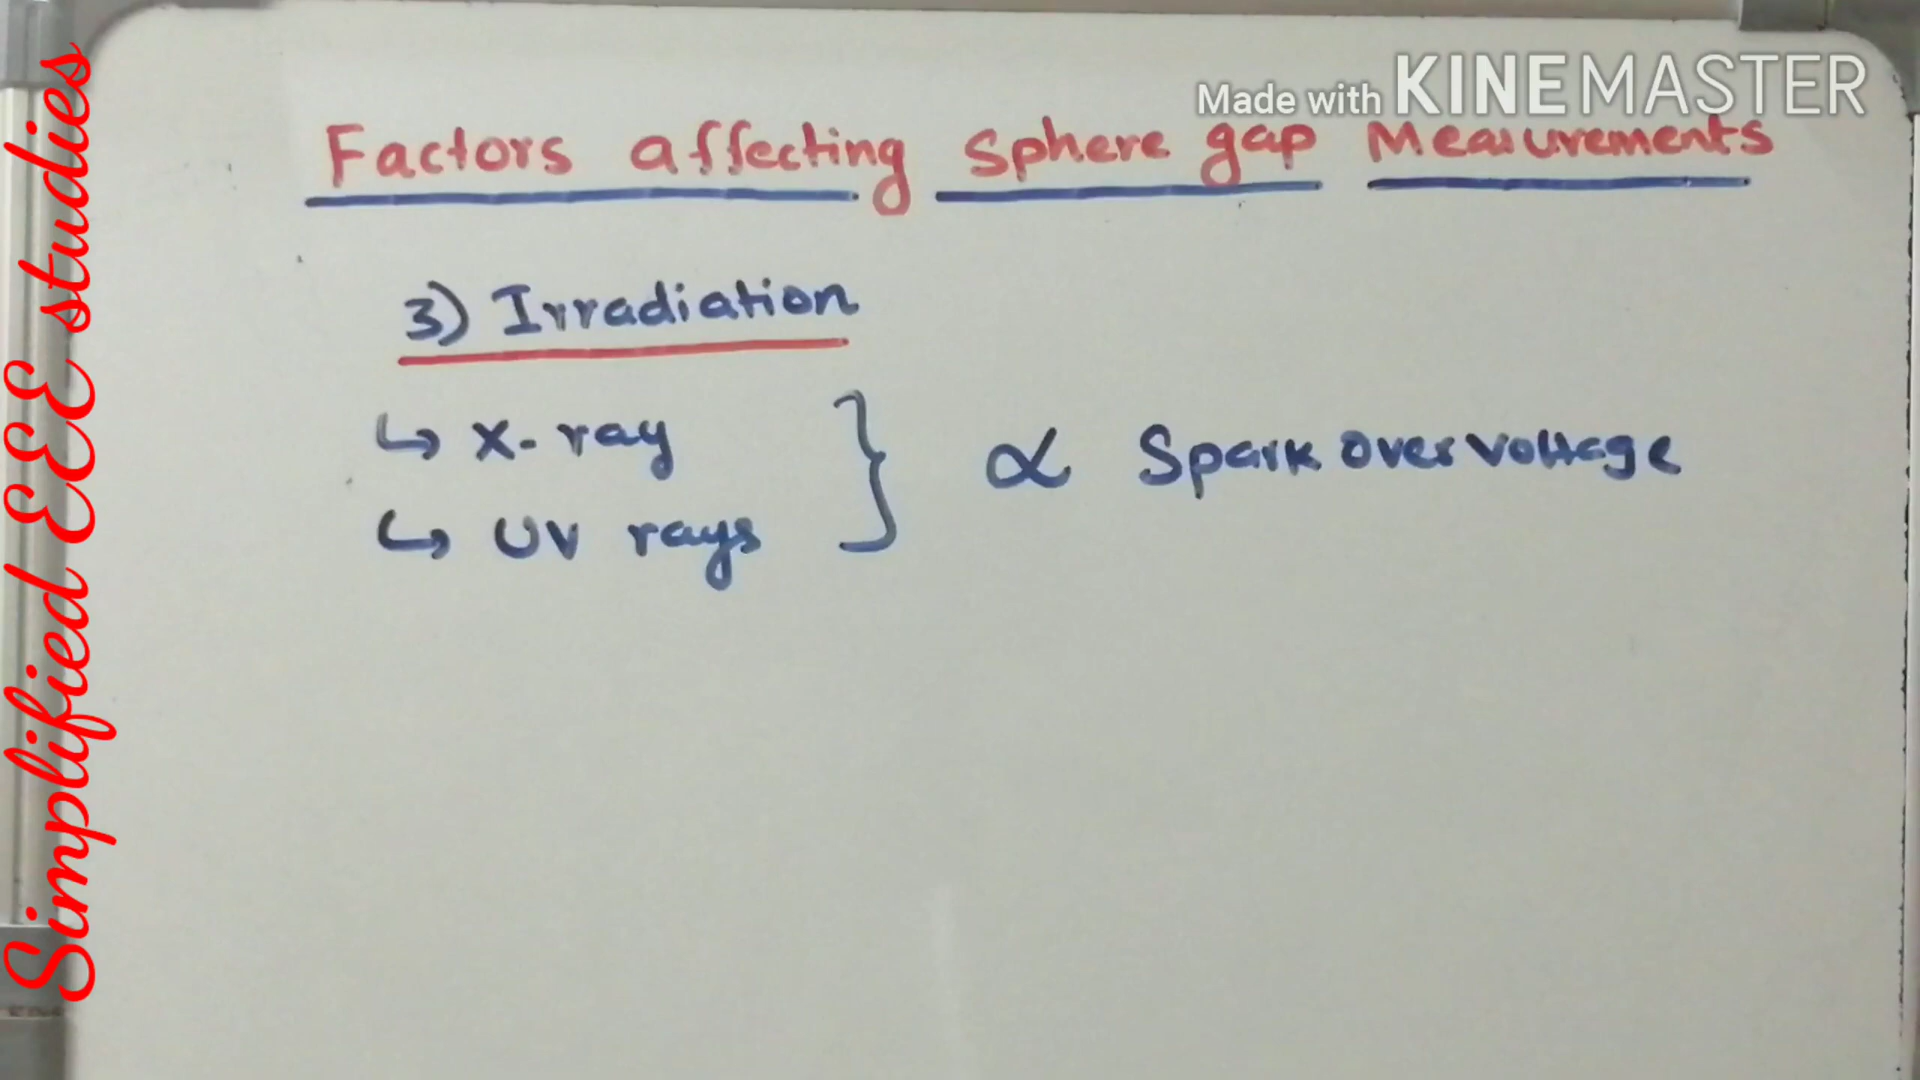 Made with KINEMASTER
Factors affecting Sphere gap Measurements
3) Irradiation
↳ X-ray
↳ UV rays
} ∝ Spark over voltage
Simplified EEE studies